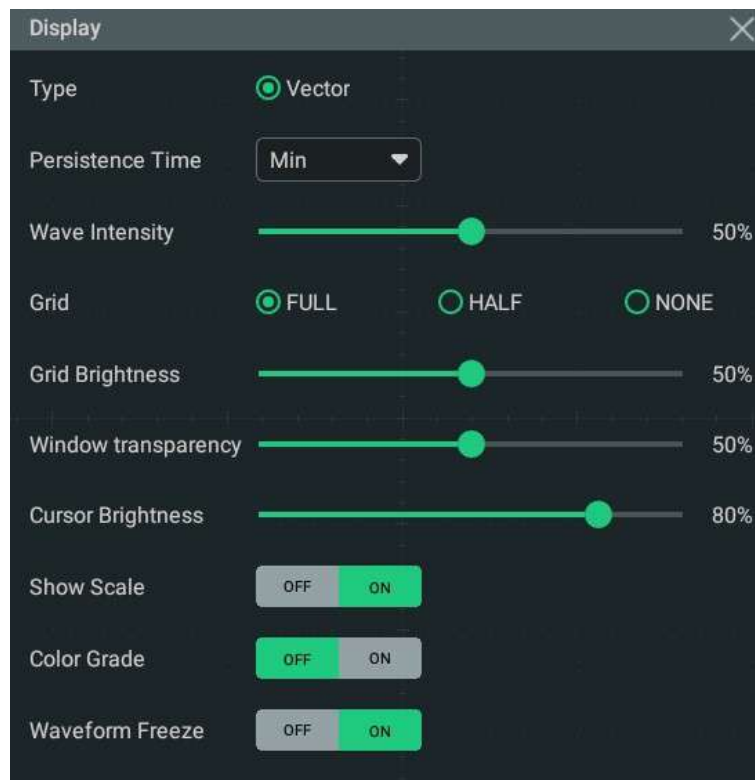 Display
Type Vector
Persistence Time Min
Wave Intensity 50%
Grid FULL HALF NONE
Grid Brightness 50%
Window transparency 50%
Cursor Brightness 80%
Show Scale OFF ON
Color Grade OFF ON
Waveform Freeze OFF ON